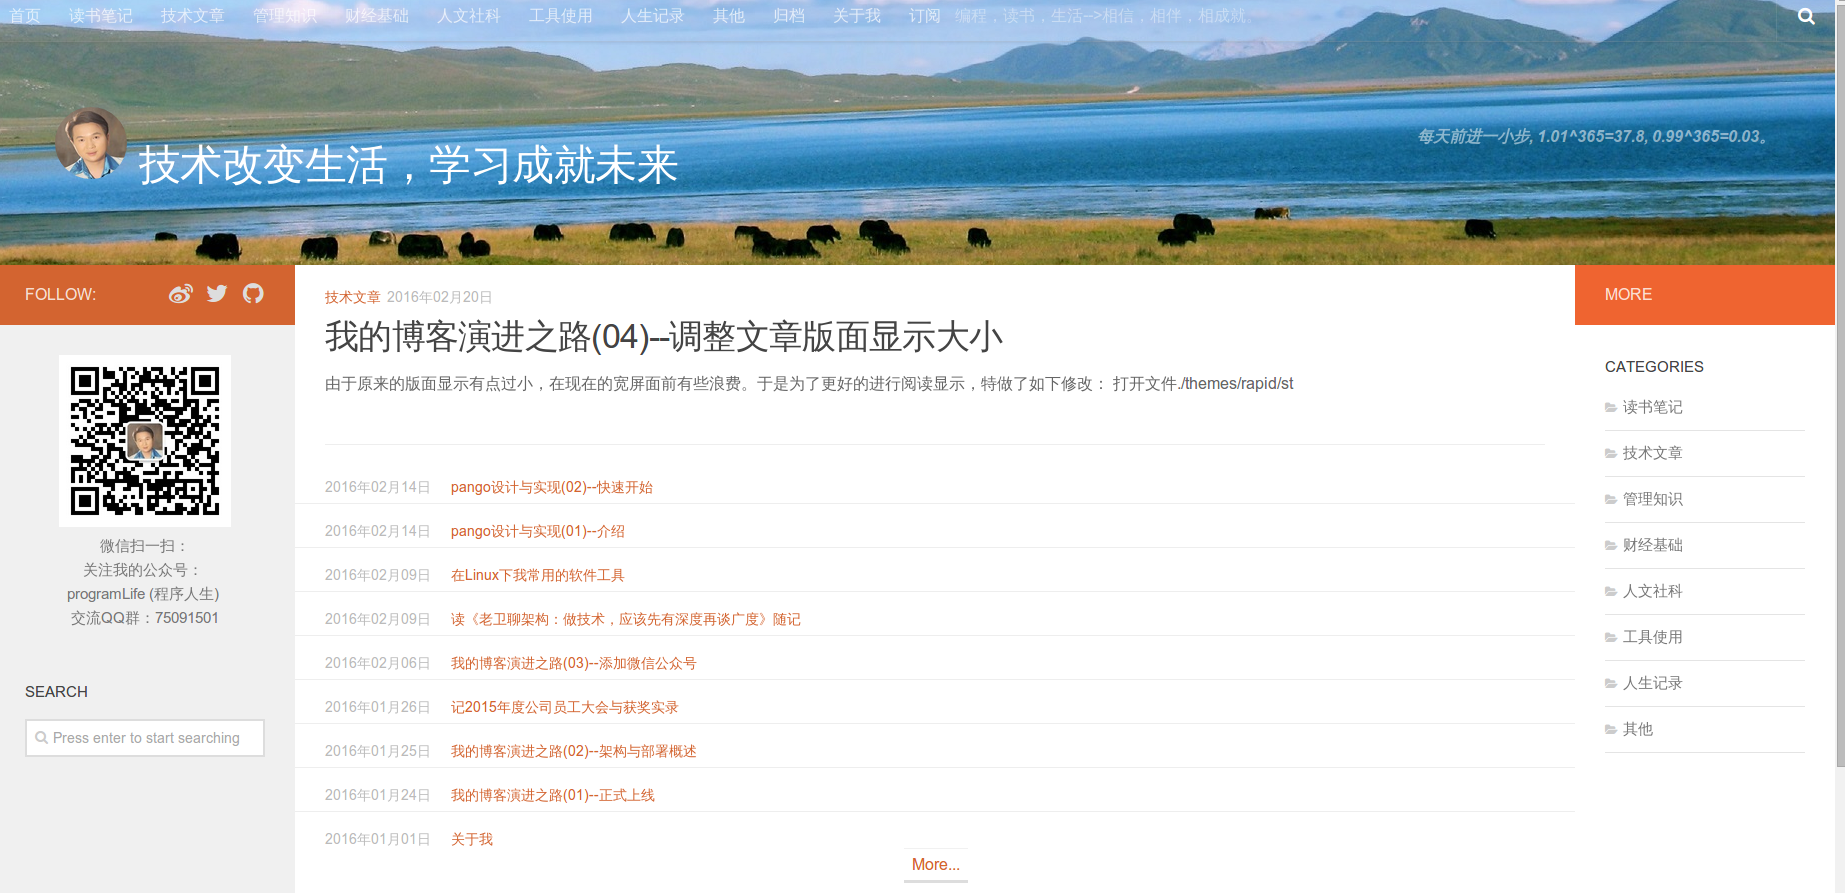 首页 读书笔记 技术文章 管理知识 财经基础 人文社科 工具使用 人生记录 其他 归档 关于我 订阅 编程，读书，生活-->相信，相伴，相成就。
每天前进一小步, 1.01^365=37.8, 0.99^365=0.03。
技术改变生活，学习成就未来
FOLLOW:
微信扫一扫：
关注我的公众号：
programLife (程序人生)
交流QQ群：75091501
SEARCH
Press enter to start searching
技术文章 2016年02月20日
我的博客演进之路(04)--调整文章版面显示大小
由于原来的版面显示有点过小，在现在的宽屏面前有些浪费。于是为了更好的进行阅读显示，特做了如下修改： 打开文件./themes/rapid/st
2016年02月14日 pango设计与实现(02)--快速开始
2016年02月14日 pango设计与实现(01)--介绍
2016年02月09日 在Linux下我常用的软件工具
2016年02月09日 读《老卫聊架构：做技术，应该先有深度再谈广度》随记
2016年02月06日 我的博客演进之路(03)--添加微信公众号
2016年01月26日 记2015年度公司员工大会与获奖实录
2016年01月25日 我的博客演进之路(02)--架构与部署概述
2016年01月24日 我的博客演进之路(01)--正式上线
2016年01月01日 关于我
More...
MORE
CATEGORIES
读书笔记
技术文章
管理知识
财经基础
人文社科
工具使用
人生记录
其他